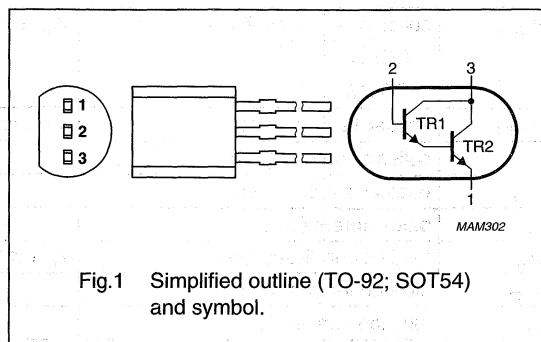 1
2
3
2 3
TR1
TR2
1
MAM302
Fig.1 Simplified outline (TO-92; SOT54)
and symbol.